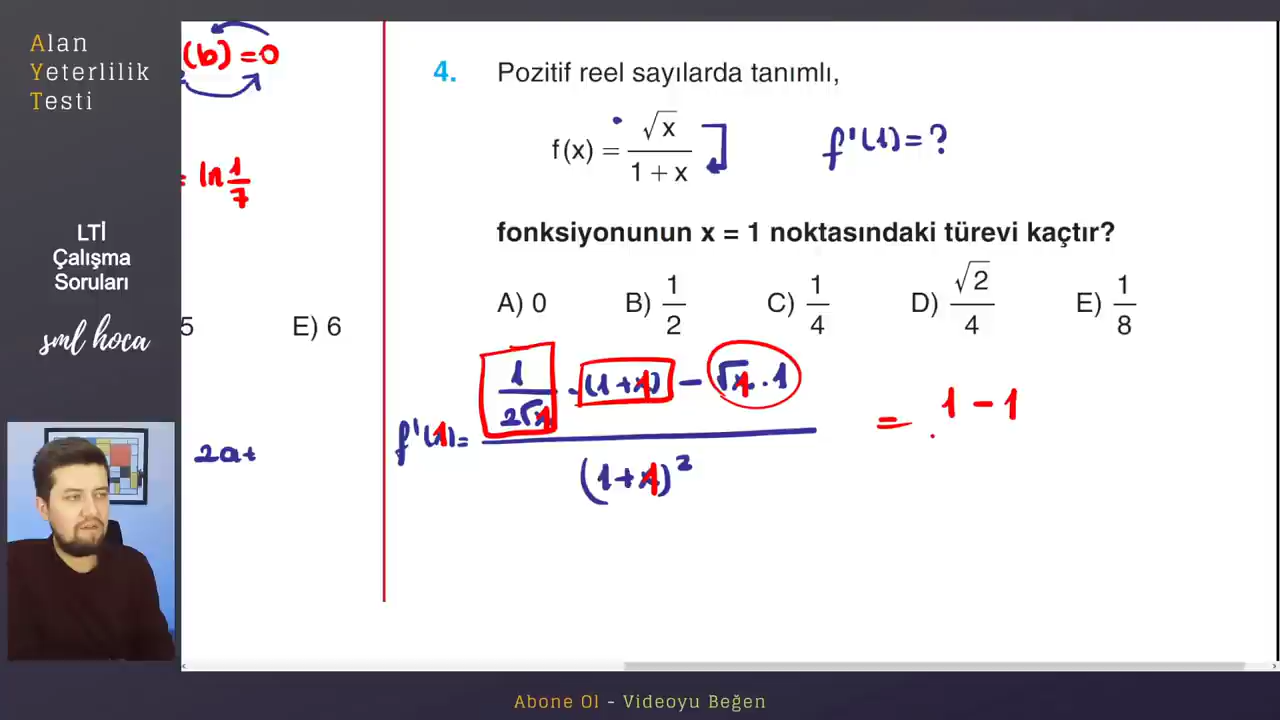 Alan
Yeterlilik
Testi
LTİ
Çalışma
Soruları
sml hoca
(b) = 0
= ln 1/7
5 E) 6
2a+
4. Pozitif reel sayılarda tanımlı,
f(x) = √x / (1 + x)
f'(1) = ?
fonksiyonunun x = 1 noktasındaki türevi kaçtır?
A) 0 B) 1/2 C) 1/4 D) √2/4 E) 1/8
f'(1) = (1/(2√1) · (1+1) − √1 · 1) / (1+1)² = 1 − 1
Abone Ol - Videoyu Beğen